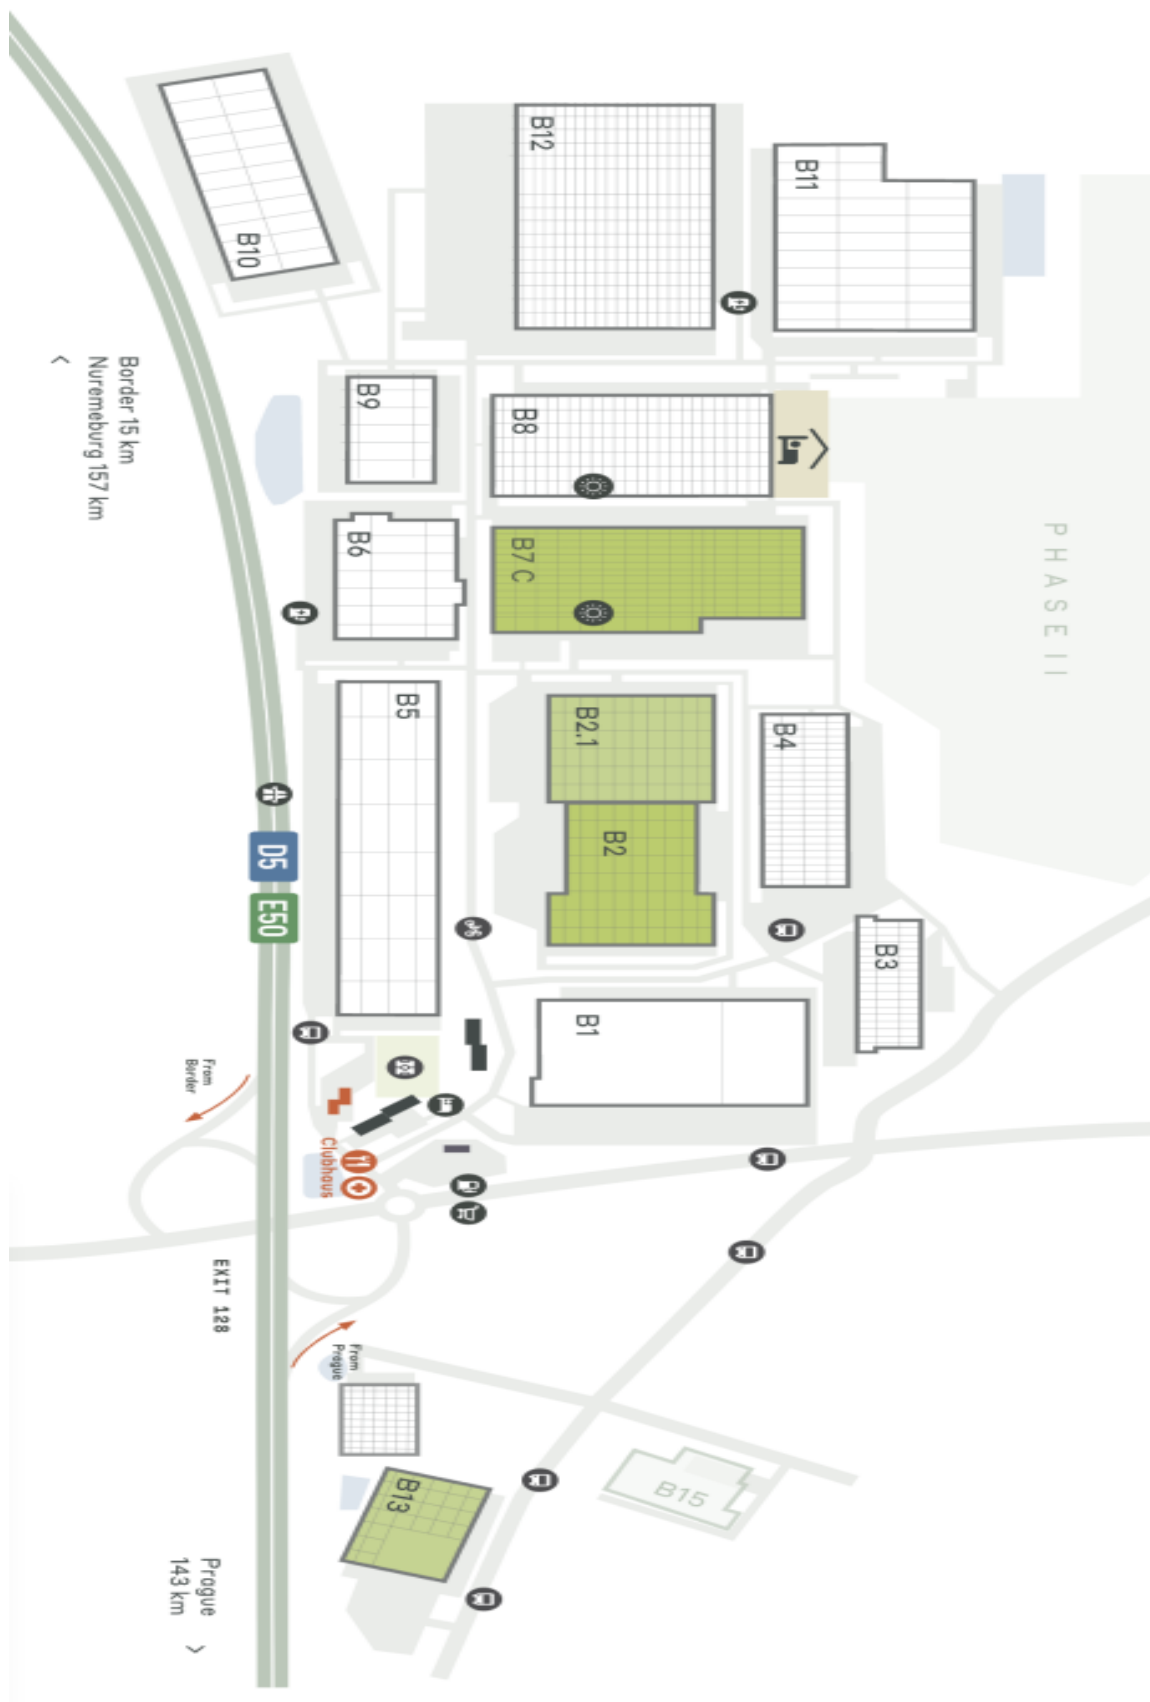 B10
B12
B11
B9
B8
B6
B7 C
PHASE II
B5
B2.1
B2
B4
B3
B1
Border 15 km
Nuremeburg 157 km
<
D5
E50
From
Border
Clubhaus
EXIT 128
From
Prague
B13
B15
Prague
143 km
>